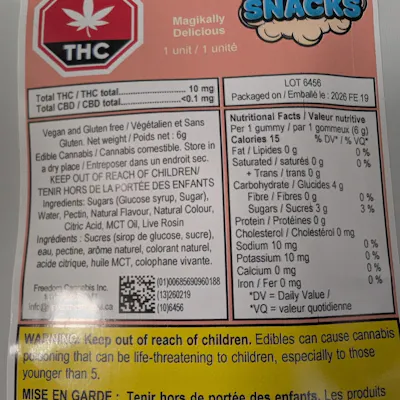 SNACKS
THC
Magikally
Delicious
1 unit / 1 unité
Total THC / THC total 10 mg
Total CBD / CBD total <0.1 mg
LOT 6456
Packaged on / Emballé le : 2026 FE 19
Vegan and Gluten free / Végétalien et Sans
Gluten. Net weight / Poids net : 6g
Edible Cannabis / Cannabis comestible. Store in
a dry place / Entreposer dans un endroit sec.
KEEP OUT OF REACH OF CHILDREN/
TENIR HORS DE LA PORTÉE DES ENFANTS
Ingredients: Sugars (Glucose syrup, Sugar),
Water, Pectin, Natural Flavour, Natural Colour,
Citric Acid, MCT Oil, Live Rosin
Ingrédients : Sucres (sirop de glucose, sucre),
eau, pectine, arôme naturel, colorant naturel,
acide citrique, huile MCT, colophane vivante.
Freedom Cannabis Inc.
(01)00685690960188
(13)260219
(10)6456
Nutritional Facts / Valeur nutritive
Per 1 gummy / par 1 gommeux (6 g)
Calories 15 % DV* / % VQ*
Fat / Lipides 0 g 0 %
Saturated / saturés 0 g 0 %
+ Trans / trans 0 g
Carbohydrate / Glucides 4 g
Fibre / Fibres 0 g 0 %
Sugars / Sucres 3 g 3 %
Protein / Protéines 0 g
Cholesterol / Cholestérol 0 mg
Sodium 10 mg 0 %
Potassium 10 mg 0 %
Calcium 0 mg 0 %
Iron / Fer 0 mg 0 %
*DV = Daily Value /
*VQ = valeur quotidienne
WARNING: Keep out of reach of children. Edibles can cause cannabis
poisoning that can be life-threatening to children, especially to those
younger than 5.
MISE EN GARDE : Tenir hors de portée des enfants. Les produits